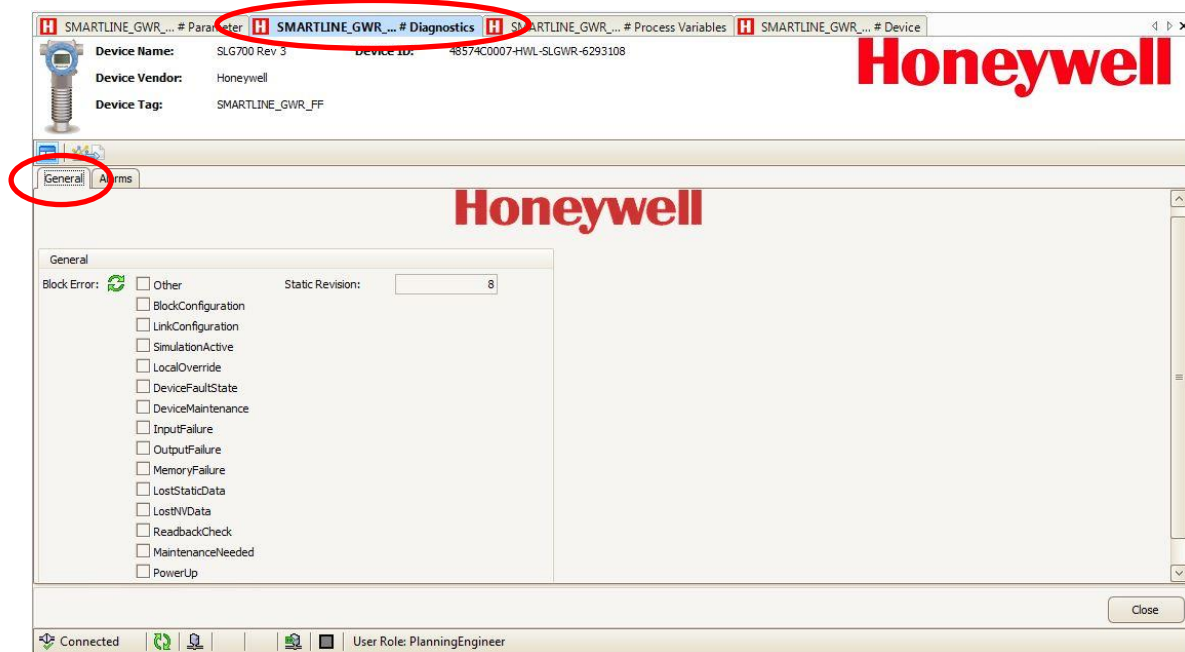 SMARTLINE_GWR_... # Parameter SMARTLINE_GWR_... # Diagnostics SMARTLINE_GWR_... # Process Variables SMARTLINE_GWR_... # Device
Device Name: SLG700 Rev 3 Device ID: 48574C0007-HWL-SLGWR-6293108
Honeywell
Device Vendor: Honeywell
Device Tag: SMARTLINE_GWR_FF
General Alarms
Honeywell
General
Block Error: Other Static Revision: 8
BlockConfiguration
LinkConfiguration
SimulationActive
LocalOverride
DeviceFaultState
DeviceMaintenance
InputFailure
OutputFailure
MemoryFailure
LostStaticData
LostNVData
ReadbackCheck
MaintenanceNeeded
PowerUp
Close
Connected User Role: PlanningEngineer